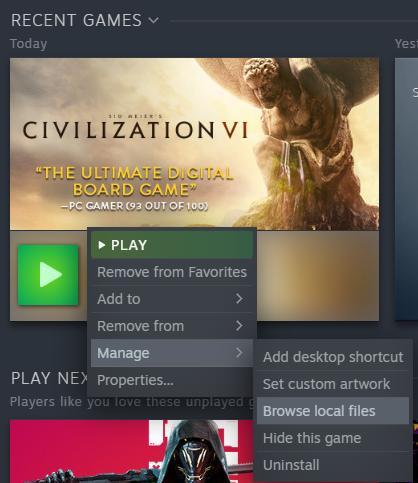 RECENT GAMES
Today
Yes
SID MEIER'S
CIVILIZATION VI
"THE ULTIMATE DIGITAL
BOARD GAME"
–PC GAMER (93 OUT OF 100)
PLAY
Remove from Favorites
Add to
Remove from
Manage
Properties...
Add desktop shortcut
Set custom artwork
Browse local files
Hide this game
Uninstall
PLAY NEX
Players like you love these unplayed g